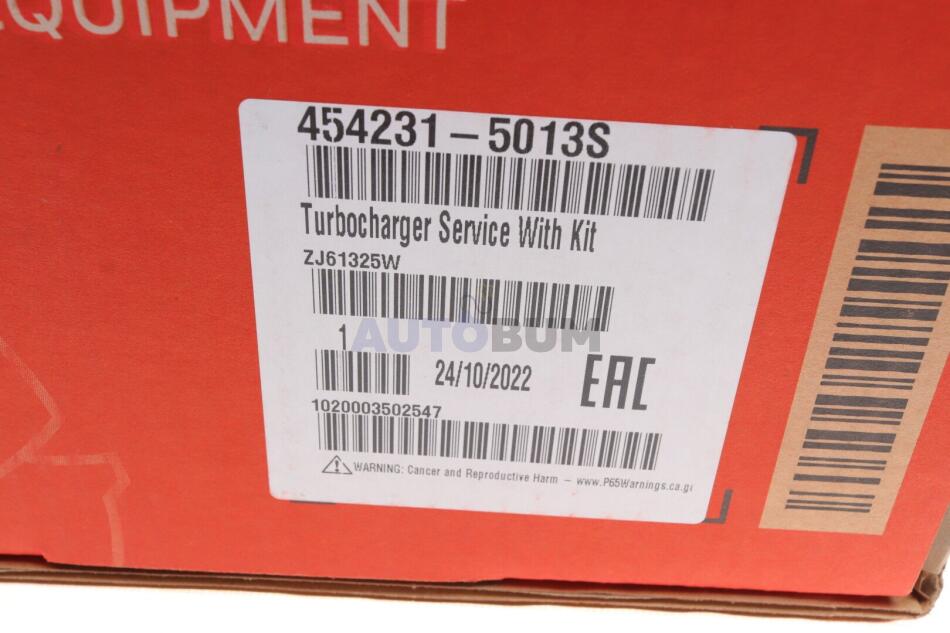 EQUIPMENT
454231-5013S
Turbocharger Service With Kit
ZJ61325W
AUTOBUM
1
24/10/2022
EAC
1020003502547
WARNING: Cancer and Reproductive Harm - www.P65Warnings.ca.g